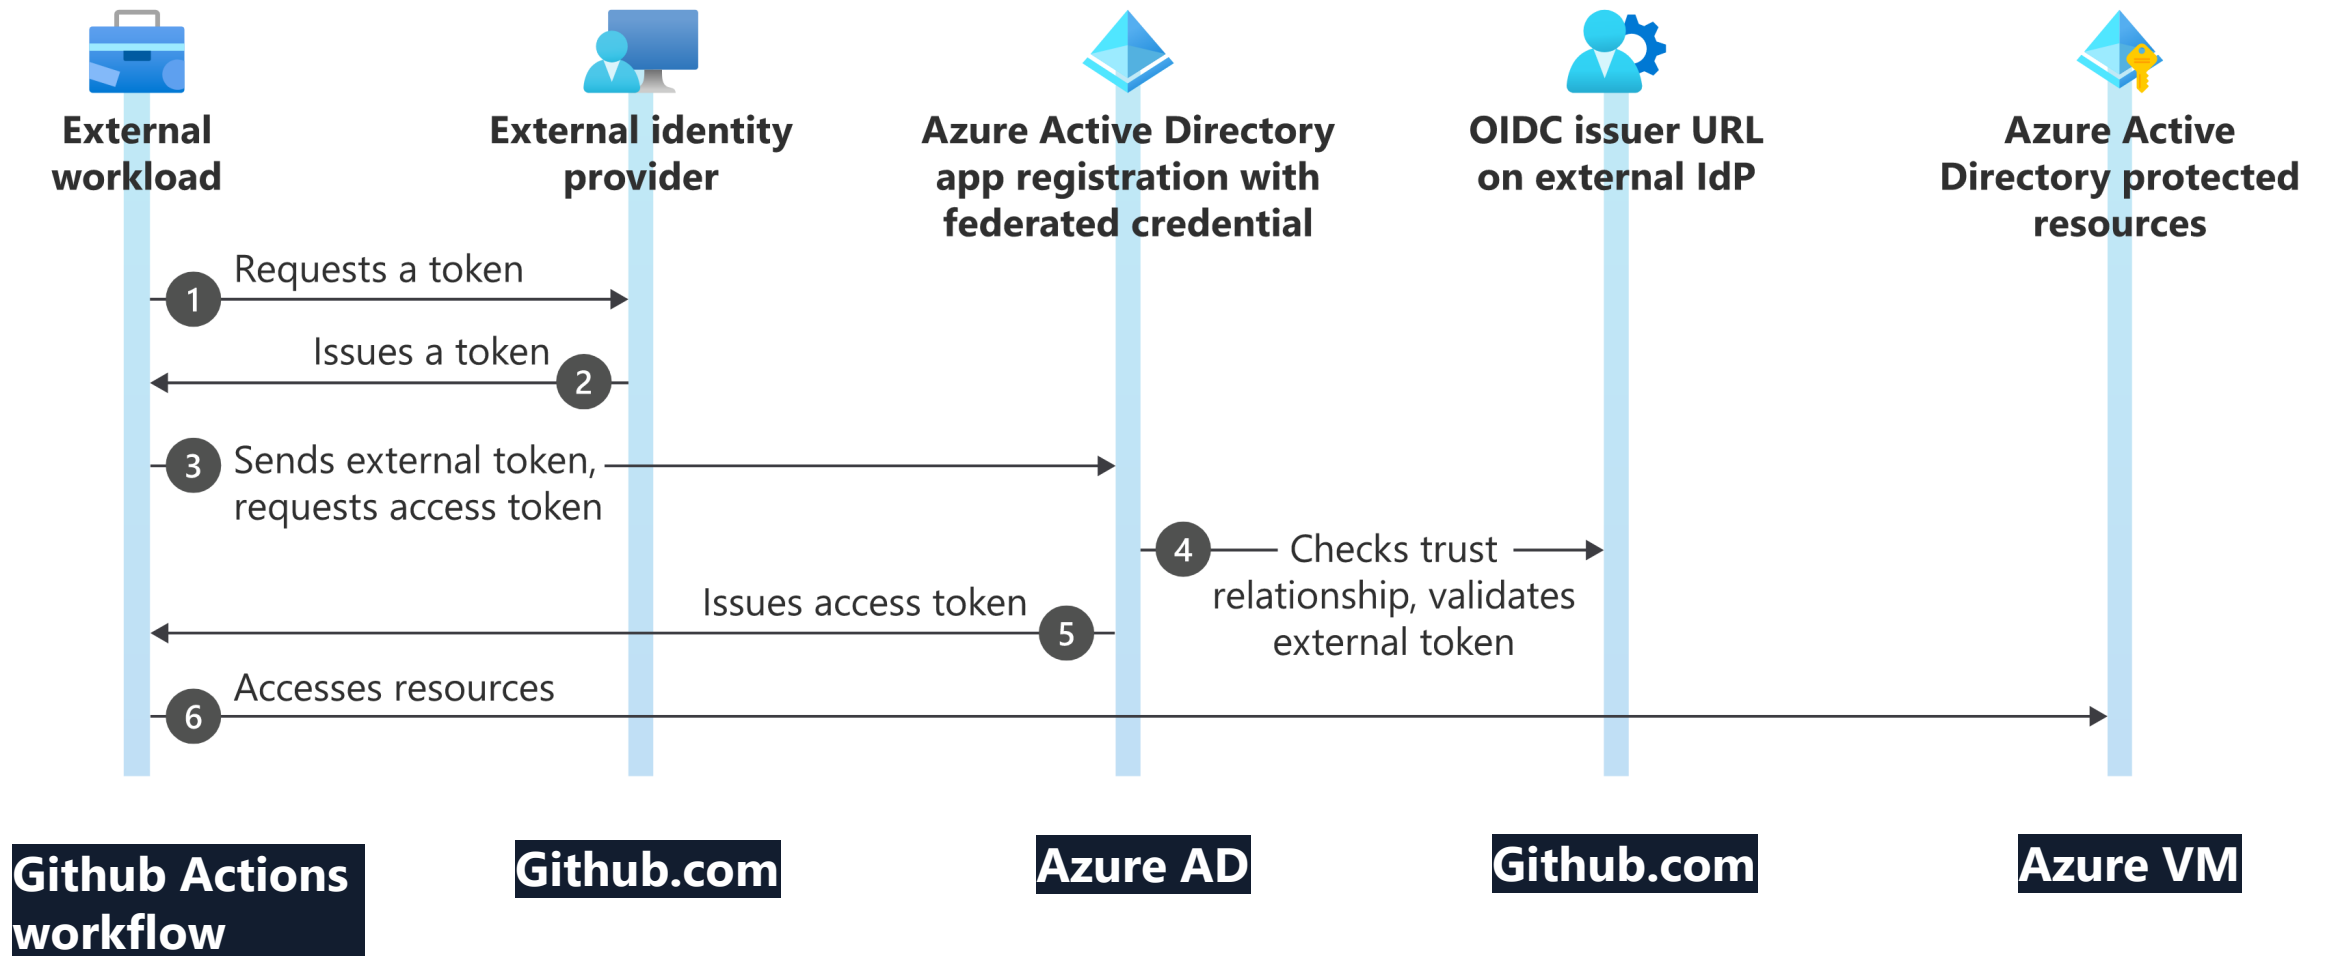 External
workload
External identity
provider
Azure Active Directory
app registration with
federated credential
OIDC issuer URL
on external IdP
Azure Active
Directory protected
resources
1
Requests a token
Issues a token
2
3
Sends external token,
requests access token
4
Checks trust
relationship, validates
external token
Issues access token
5
Accesses resources
6
Github Actions
workflow
Github.com
Azure AD
Github.com
Azure VM